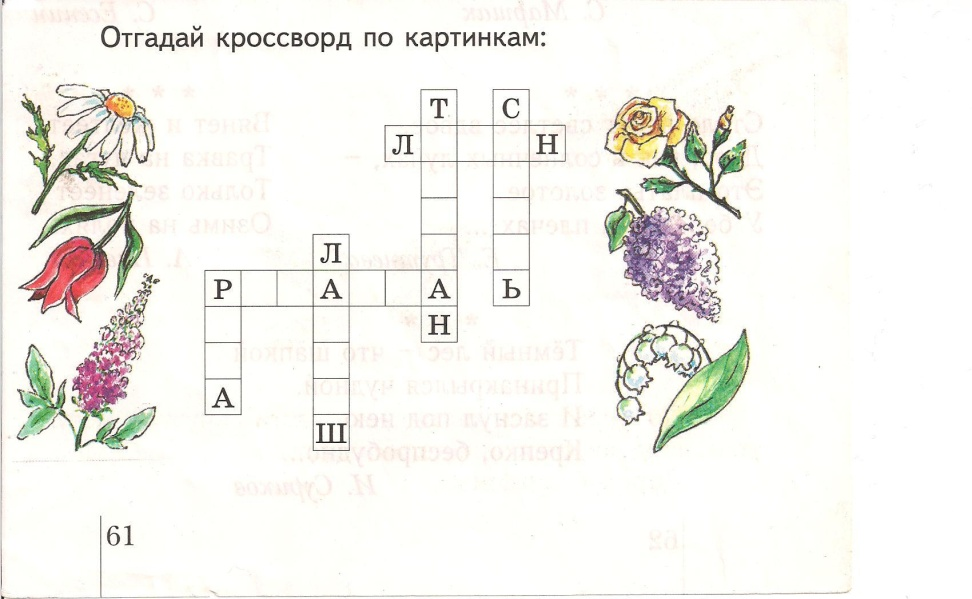 Отгадай кроссворд по картинкам:
Т С
Л Н
Л
Р А А Ь
Н
А
Ш
61